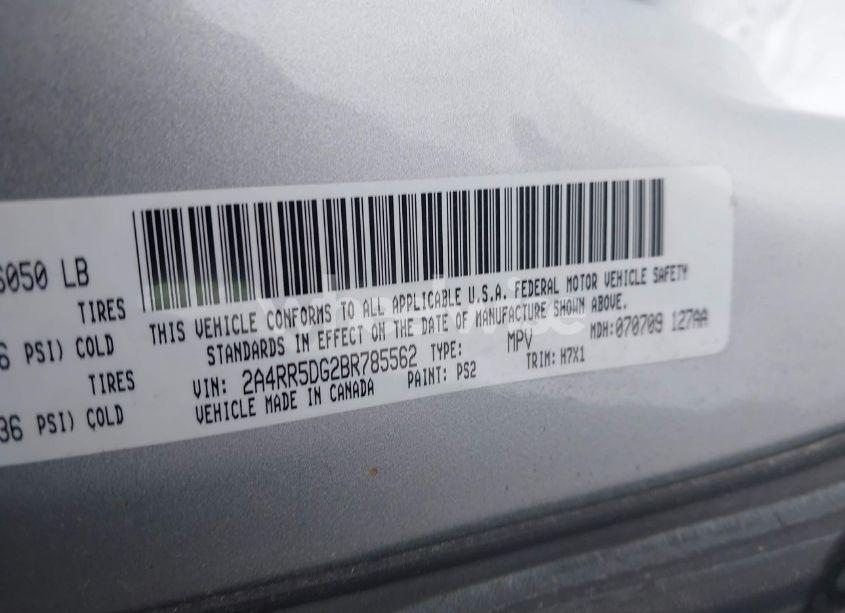 6050 LB
TIRES
6 PSI) COLD
TIRES
36 PSI) COLD
THIS VEHICLE CONFORMS TO ALL APPLICABLE U.S.A. FEDERAL MOTOR VEHICLE SAFETY
STANDARDS IN EFFECT ON THE DATE OF MANUFACTURE SHOWN ABOVE.
VIN: 2A4RR5DG2BR785562 TYPE: MPV MDH:070709 127AA
VEHICLE MADE IN CANADA PAINT: PS2 TRIM: H7X1